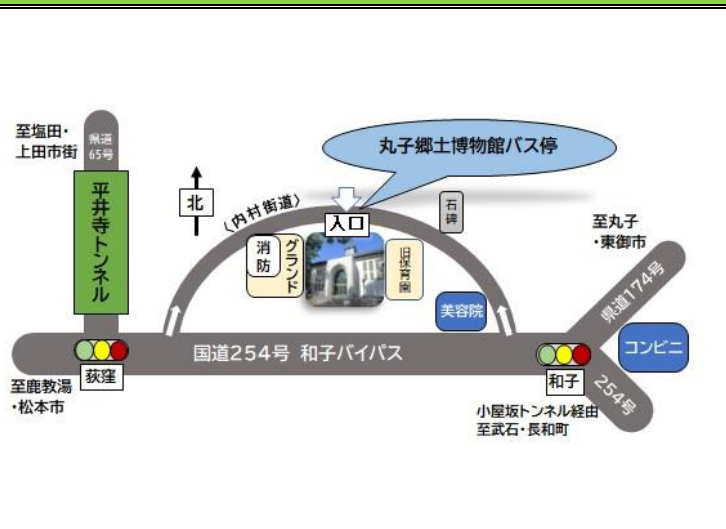 至塩田・
上田市街
県道
65号
平井寺トンネル
北
〈内村街道〉
丸子郷土博物館バス停
入口
石碑
消防
グランド
旧保育園
美容院
至丸子
・東御市
県道174号
コンビニ
国道254号 和子バイパス
荻窪
和子
254号
至鹿教湯
・松本市
小屋坂トンネル経由
至武石・長和町